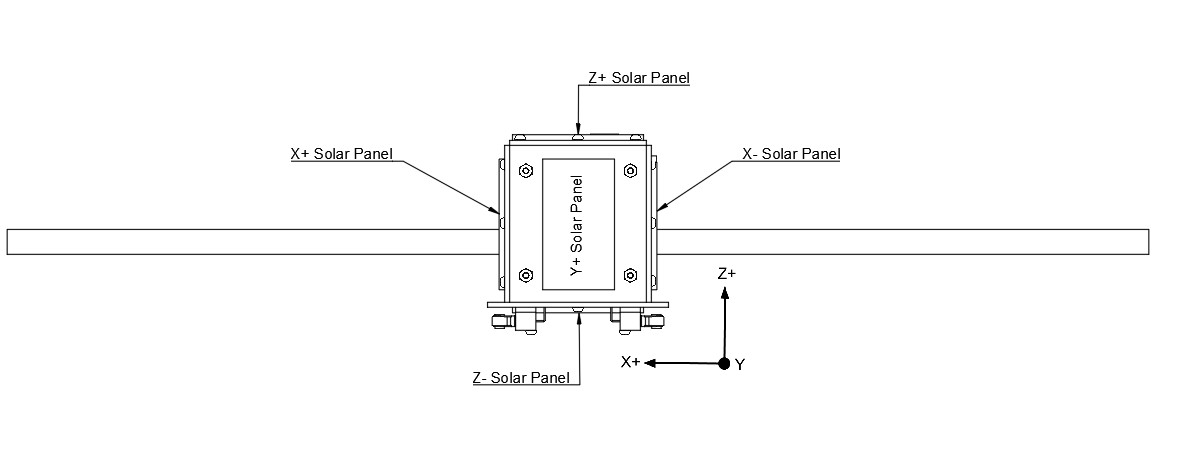 Z+ Solar Panel
X+ Solar Panel
X- Solar Panel
Y+ Solar Panel
Z+
X+
Y
Z- Solar Panel